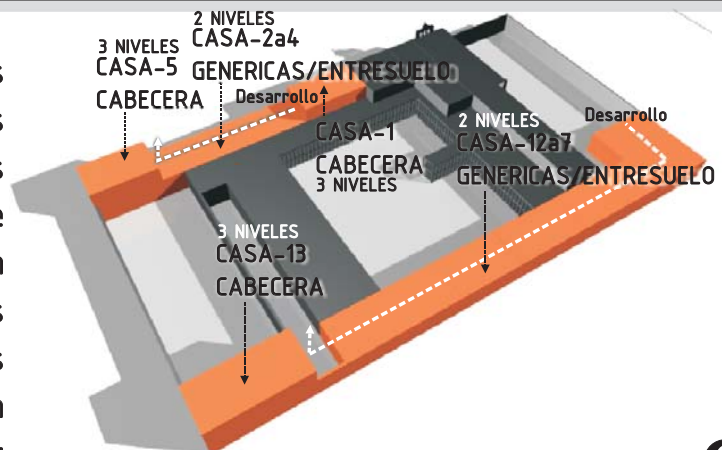 3 NIVELES
CASA-5
CABECERA
2 NIVELES
CASA-2a4
GENERICAS/ENTRESUELO
Desarrollo
CASA-1
CABECERA
3 NIVELES
2 NIVELES
CASA-12a7
GENERICAS/ENTRESUELO
Desarrollo
3 NIVELES
CASA-13
CABECERA